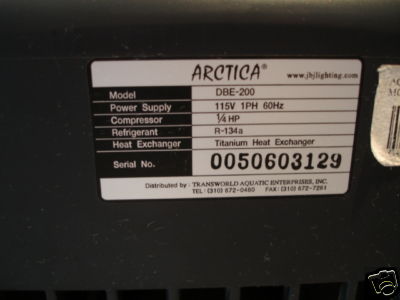 ARCTICA® www.jbjlighting.com
Model DBE-200
Power Supply 115V 1PH 60Hz
Compressor ¼ HP
Refrigerant R-134a
Heat Exchanger Titanium Heat Exchanger
Serial No. 0050603129
Distributed by : TRANSWORLD AQUATIC ENTERPRISES, INC.
TEL : (310) 672-0460 FAX : (310) 672-7261